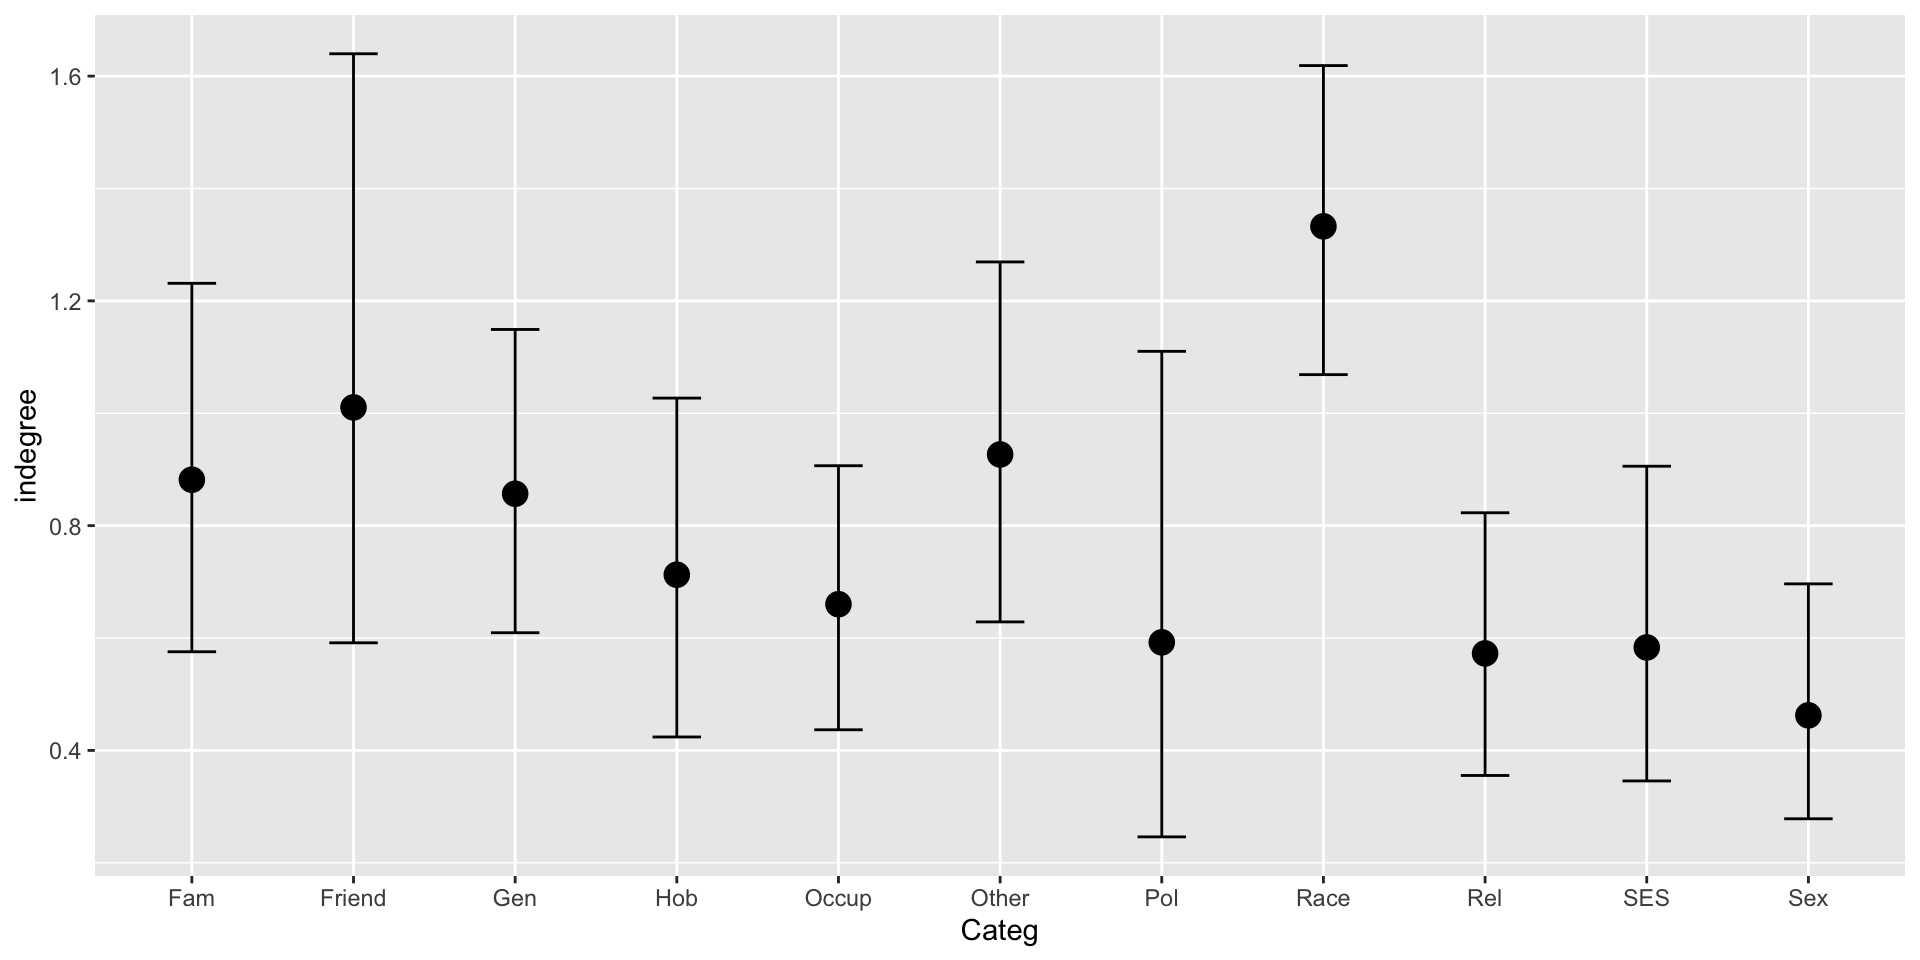 indegree
1.6
1.2
0.8
0.4
Fam Friend Gen Hob Occup Other Pol Race Rel SES Sex
Categ